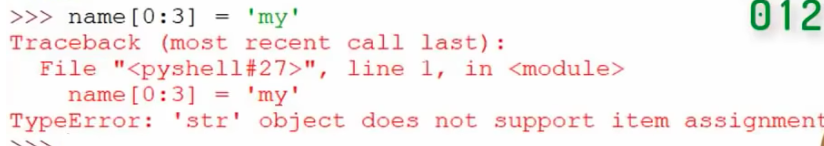 >>> name[0:3] = 'my'
012
Traceback (most recent call last):
  File "<pyshell#27>", line 1, in <module>
    name[0:3] = 'my'
TypeError: 'str' object does not support item assignment
>>>